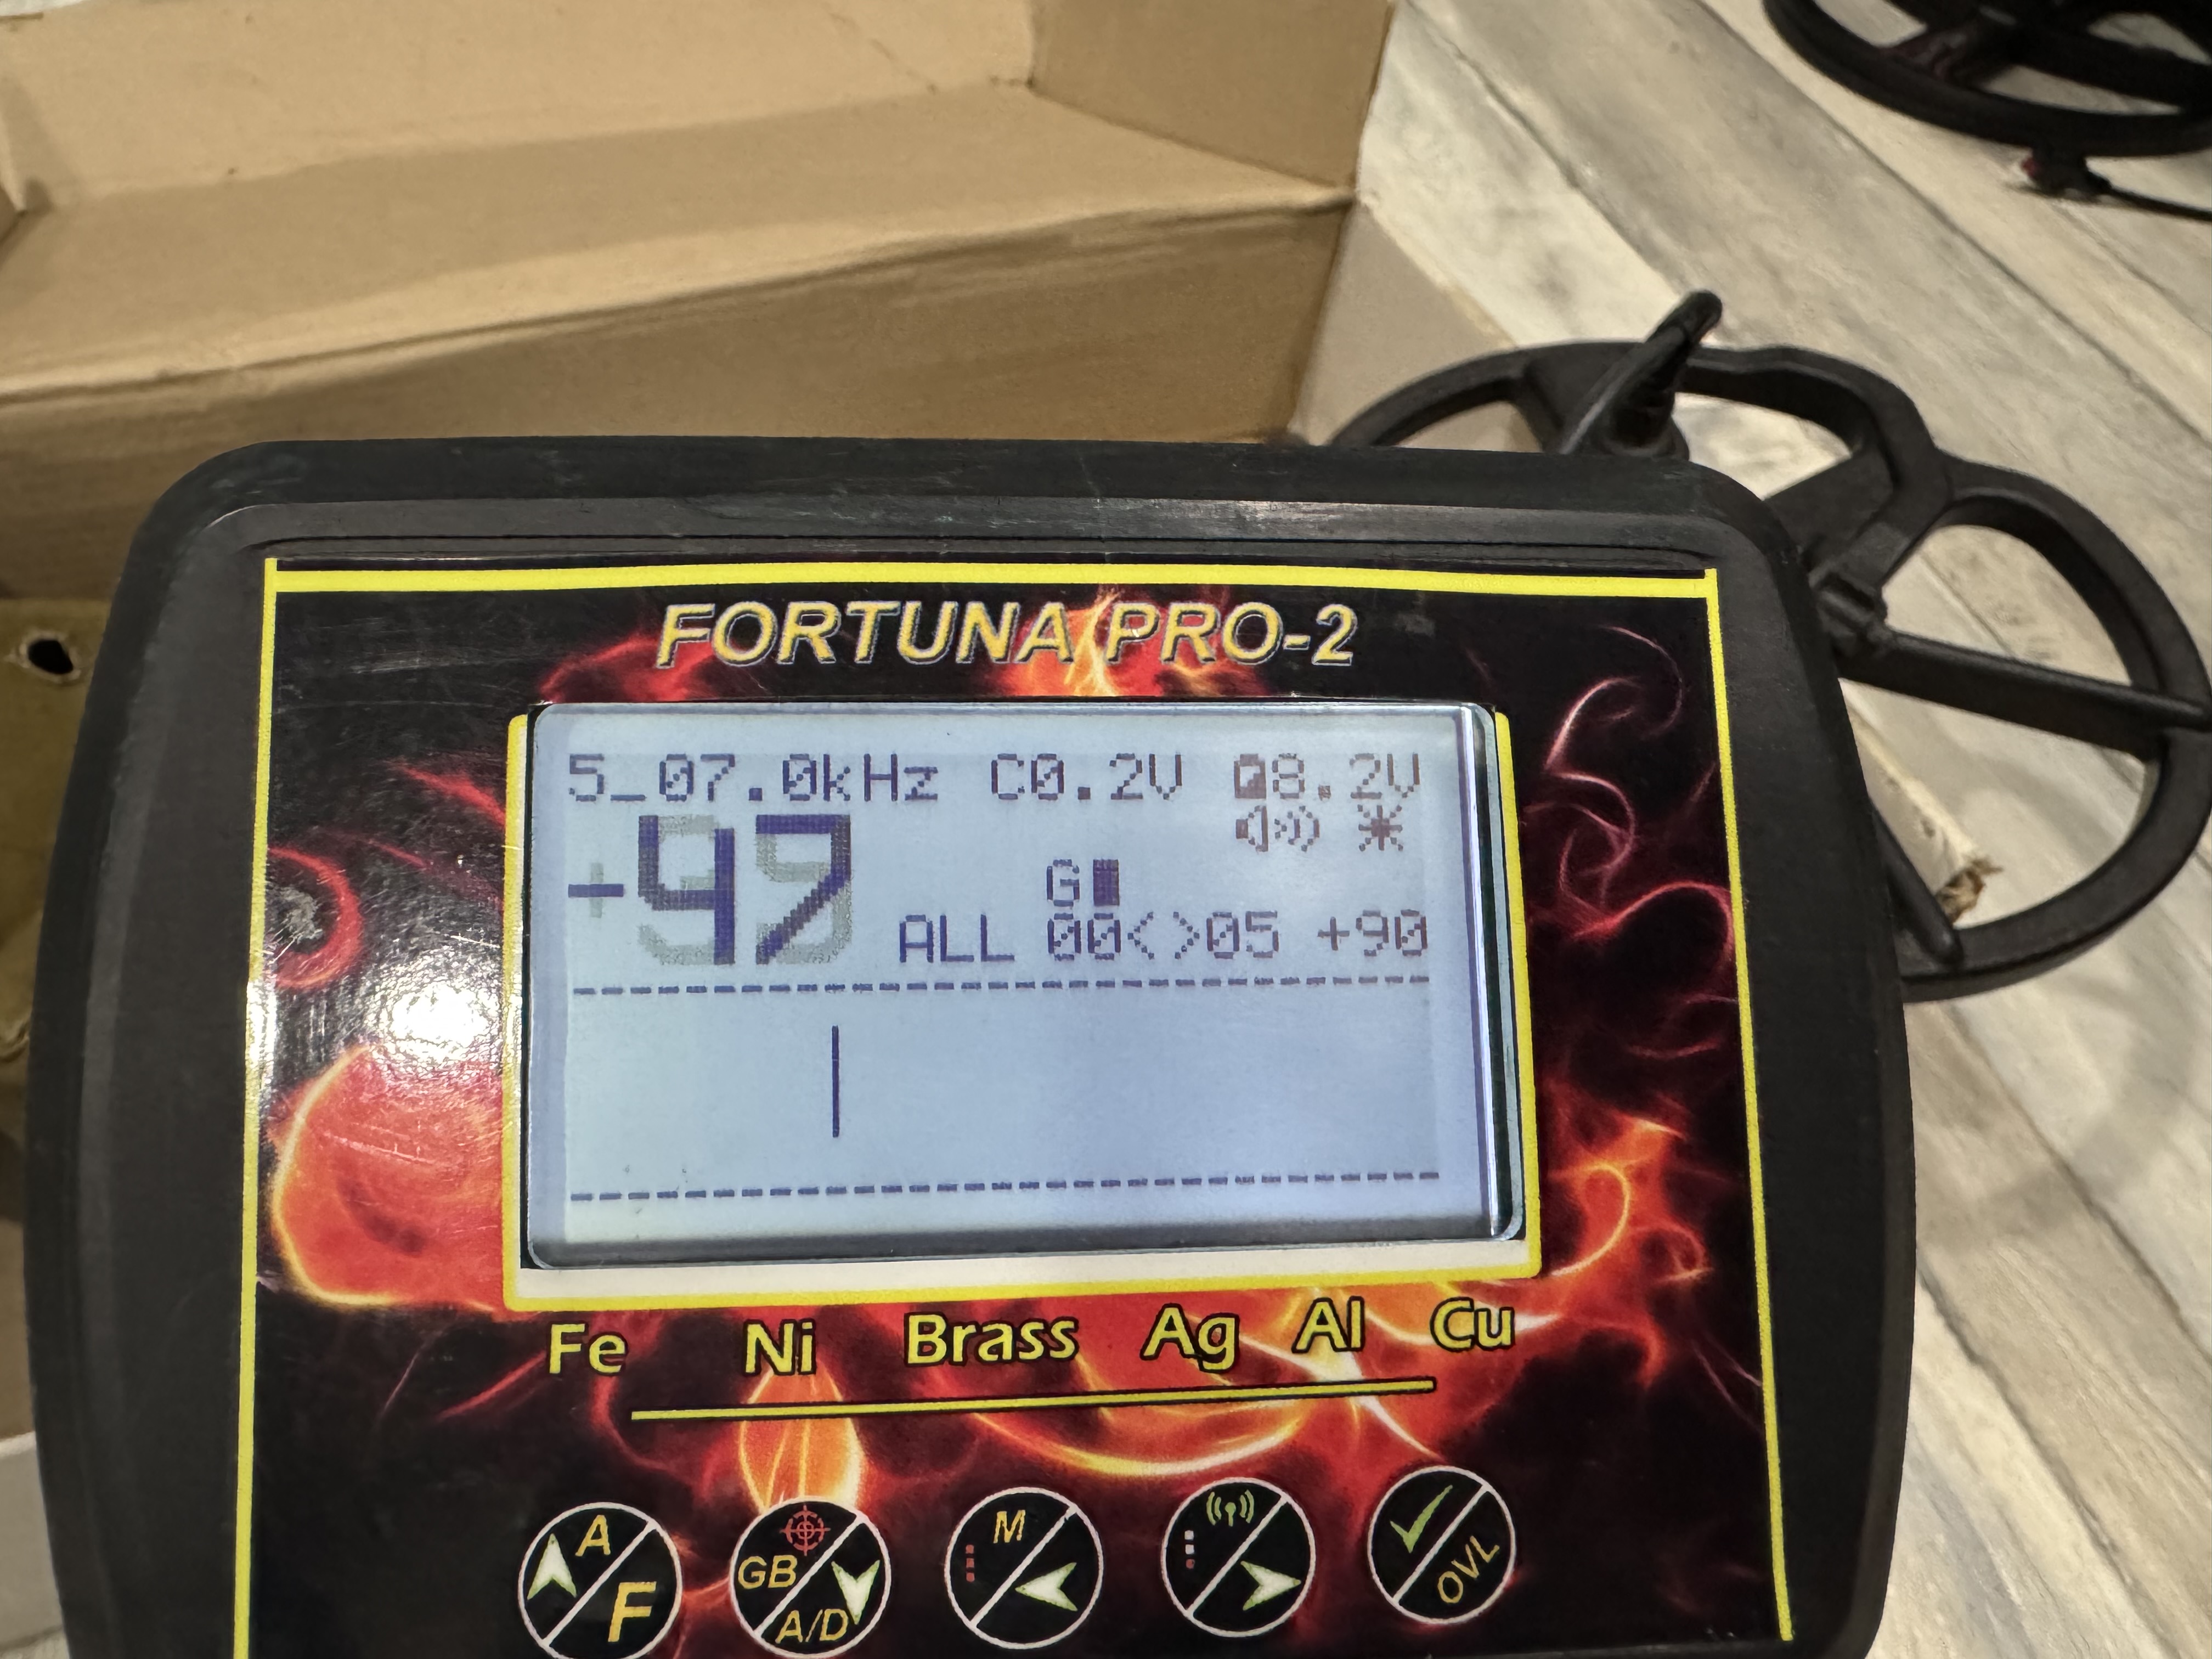 FORTUNA PRO-2
5_07.0kHz C0.2V 8.2V
-47
G
ALL 00<>05 +90
Fe Ni Brass Ag Al Cu
A F
GB A/D
M
OVL